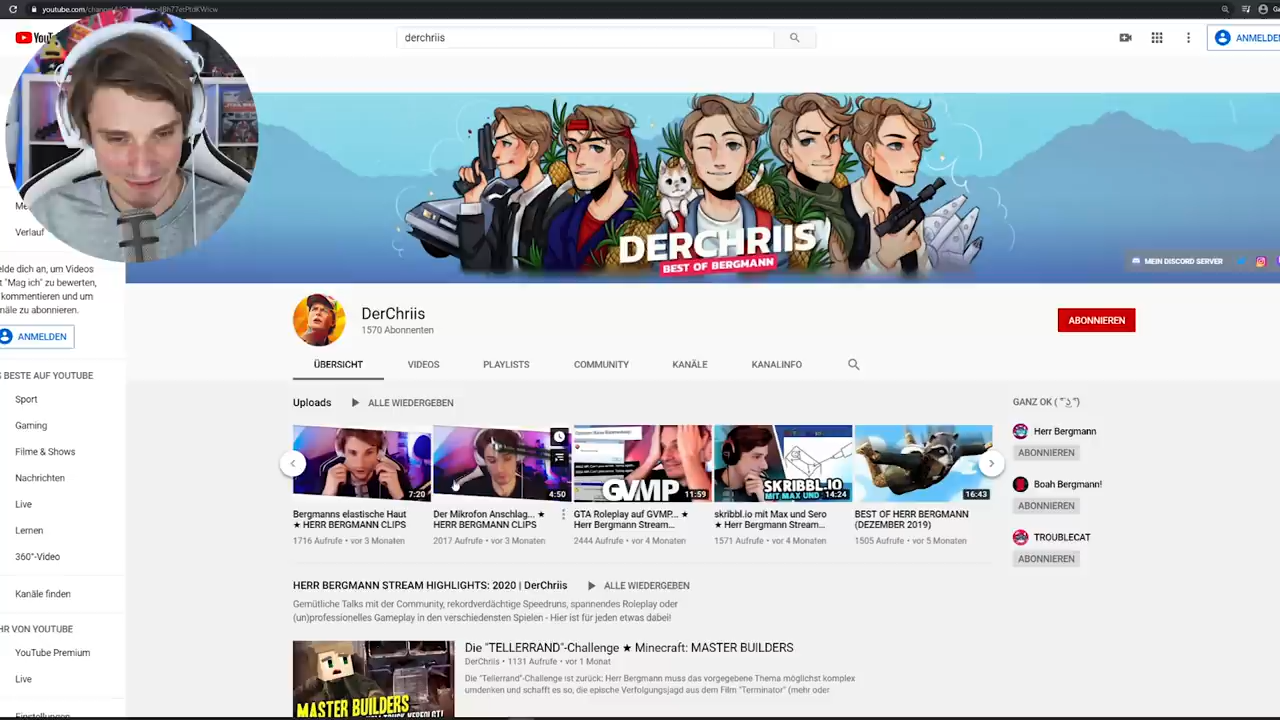 youtube.com/channel/
derchriis
ANMELDEN
DERCHRIIS
BEST OF BERGMANN
MEIN DISCORD SERVER
Verlauf
elde dich an, um Videos
t "Mag ich" zu bewerten,
kommentieren und um
näle zu abonnieren.
ANMELDEN
DerChriis
1570 Abonnenten
ABONNIEREN
ÜBERSICHT VIDEOS PLAYLISTS COMMUNITY KANÄLE KANALINFO
S BESTE AUF YOUTUBE
Sport
Gaming
Filme & Shows
Nachrichten
Live
Lernen
360°-Video
Kanäle finden
HR VON YOUTUBE
YouTube Premium
Live
Uploads ALLE WIEDERGEBEN
7:20
4:50
GVMP
11:59
SKRIBBL.IO
MIT MAX UND
14:24
16:43
Bergmanns elastische Haut
★ HERR BERGMANN CLIPS
1716 Aufrufe • vor 3 Monaten
Der Mikrofon Anschlag... ★
HERR BERGMANN CLIPS
2017 Aufrufe • vor 3 Monaten
GTA Roleplay auf GVMP... ★
Herr Bergmann Stream...
2444 Aufrufe • vor 4 Monaten
skribbl.io mit Max und Sero
★ Herr Bergmann Stream...
1571 Aufrufe • vor 4 Monaten
BEST OF HERR BERGMANN
(DEZEMBER 2019)
1505 Aufrufe • vor 5 Monaten
GANZ OK ( ͡° ͜ʖ ͡°)
Herr Bergmann
ABONNIEREN
Boah Bergmann!
ABONNIEREN
TROUBLECAT
ABONNIEREN
HERR BERGMANN STREAM HIGHLIGHTS: 2020 | DerChriis ALLE WIEDERGEBEN
Gemütliche Talks mit der Community, rekordverdächtige Speedruns, spannendes Roleplay oder
(un)professionelles Gameplay in den verschiedensten Spielen - Hier ist für jeden etwas dabei!
MASTER BUILDERS
Die "TELLERRAND"-Challenge ★ Minecraft: MASTER BUILDERS
DerChriis • 1131 Aufrufe • vor 1 Monat
Die "Tellerrand"-Challenge ist zurück: Herr Bergmann muss das vorgegebene Thema möglichst komplex
umdenken und schafft es so, die epische Verfolgungsjagd aus dem Film "Terminator" (mehr oder